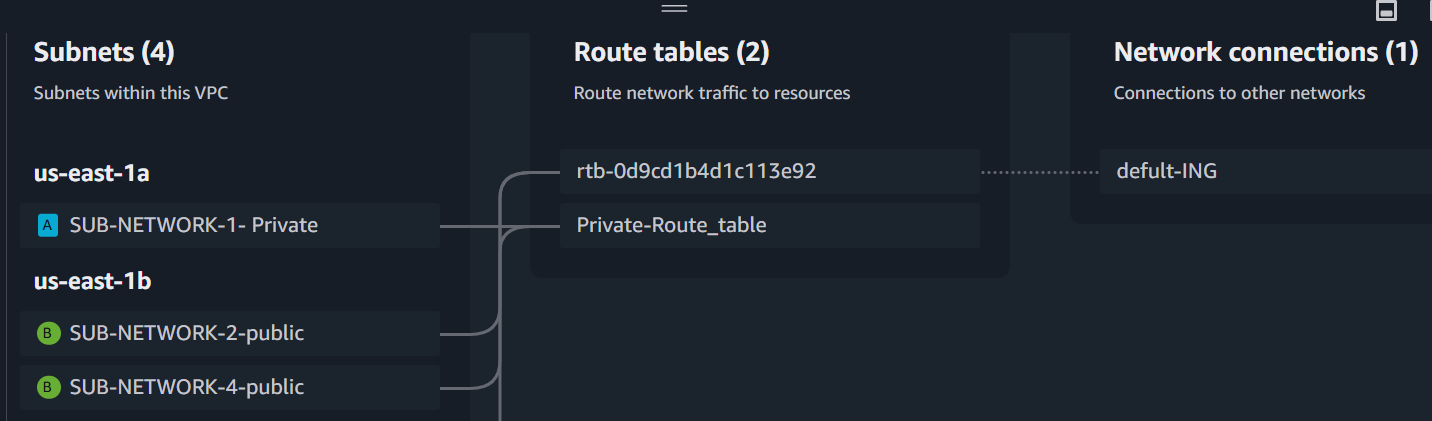 Subnets (4)
Subnets within this VPC
us-east-1a
A SUB-NETWORK-1- Private
us-east-1b
B SUB-NETWORK-2-public
B SUB-NETWORK-4-public
Route tables (2)
Route network traffic to resources
rtb-0d9cd1b4d1c113e92
Private-Route_table
Network connections (1)
Connections to other networks
defult-ING